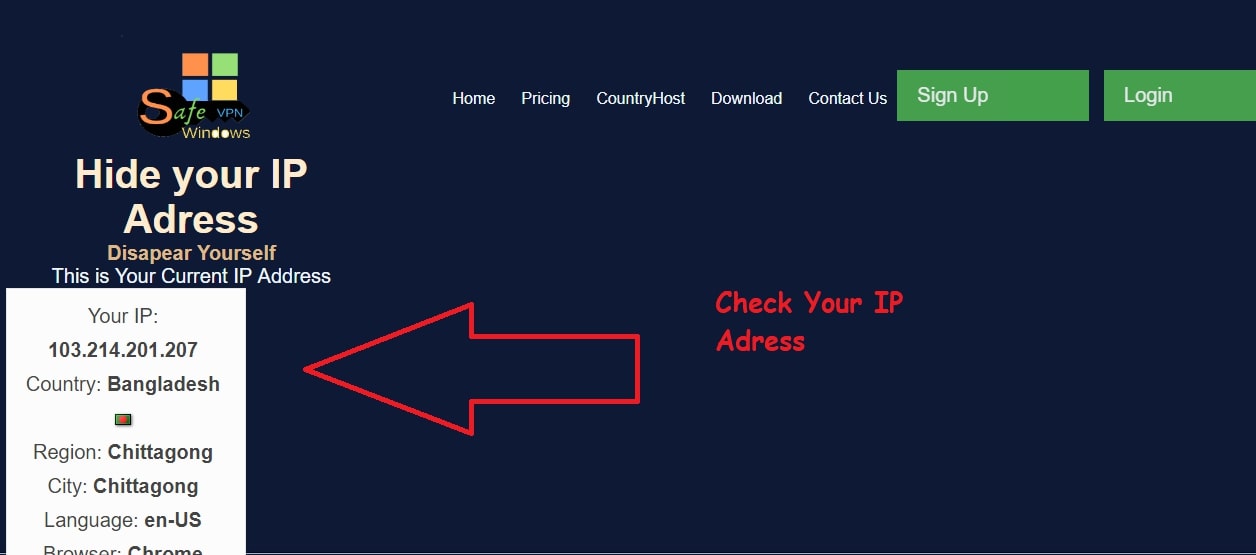 Safe VPN
Windows
Home Pricing CountryHost Download Contact Us Sign Up Login
Hide your IP
Adress
Disapear Yourself
This is Your Current IP Address
Your IP:
103.214.201.207
Country: Bangladesh
Region: Chittagong
City: Chittagong
Language: en-US
Browser: Chrome
Check Your IP
Adress